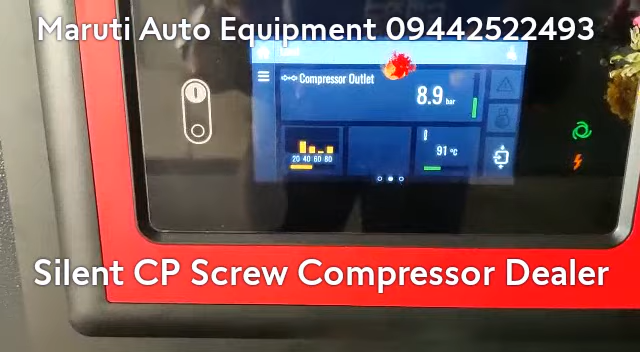 Maruti Auto Equipment 09442522493
Compressor Outlet
8.9 bar
20 40 60 80
91 °C
Silent CP Screw Compressor Dealer